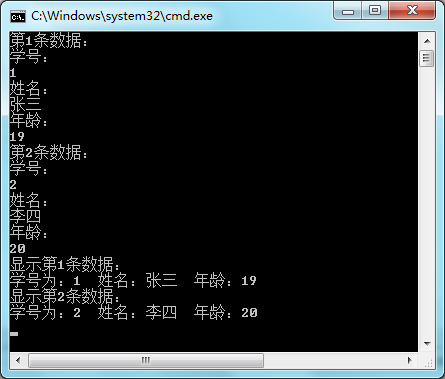 C:\Windows\system32\cmd.exe
第1条数据：
学号：
1
姓名：
张三
年龄：
19
第2条数据：
学号：
2
姓名：
李四
年龄：
20
显示第1条数据：
学号为：1  姓名：张三  年龄：19
显示第2条数据：
学号为：2  姓名：李四  年龄：20